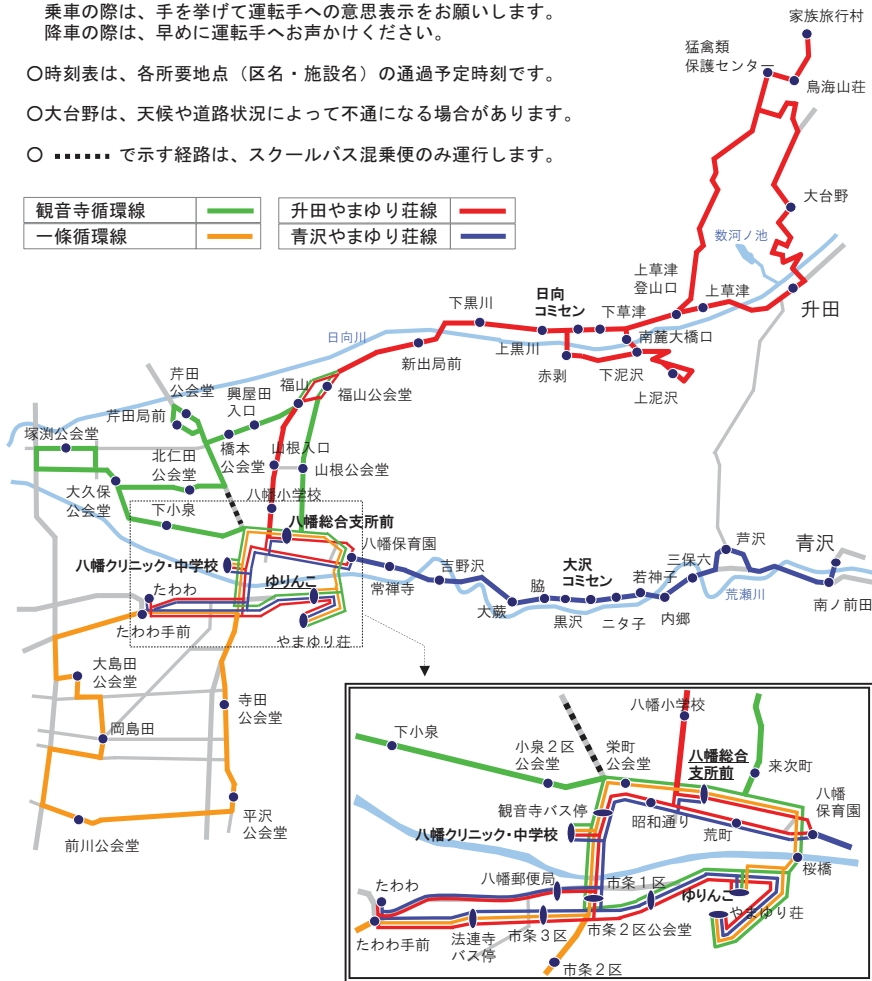 乗車の際は、手を挙げて運転手への意思表示をお願いします。
降車の際は、早めに運転手へお声かけください。
〇時刻表は、各所要地点（区名・施設名）の通過予定時刻です。
〇大台野は、天候や道路状況によって不通になる場合があります。
〇 ▪▪▪▪▪▪ で示す経路は、スクールバス混乗便のみ運行します。
観音寺循環線
升田やまゆり荘線
一條循環線
青沢やまゆり荘線
家族旅行村
猛禽類
保護センター
鳥海山荘
大台野
数河ノ池
上草津
登山口
上草津
升田
下黒川
日向
コミセン
下草津
日向川
新出局前
上黒川
南麓大橋口
赤剥
下泥沢
上泥沢
芹田
公会堂
興屋田
入口
福山
福山公会堂
芹田局前
塚渕公会堂
橋本
公会堂
山根入口
北仁田
公会堂
山根公会堂
大久保
公会堂
八幡小学校
下小泉
八幡総合支所前
八幡保育園
八幡クリニック・中学校
常禅寺
吉野沢
大沢
コミセン
三保六
芦沢
青沢
ゆりんこ
たわわ
大蕨
脇
黒沢
ニタ子
若神子
内郷
荒瀬川
南ノ前田
たわわ手前
やまゆり荘
大島田
公会堂
寺田
公会堂
岡島田
平沢
公会堂
前川公会堂
八幡小学校
下小泉
小泉２区
公会堂
栄町
公会堂
八幡総合
支所前
来次町
観音寺バス停
八幡
保育園
昭和通り
荒町
八幡クリニック・中学校
桜橋
八幡郵便局
市条１区
ゆりんこ
たわわ
やまゆり荘
たわわ手前
法連寺
バス停
市条３区
市条２区公会堂
市条２区